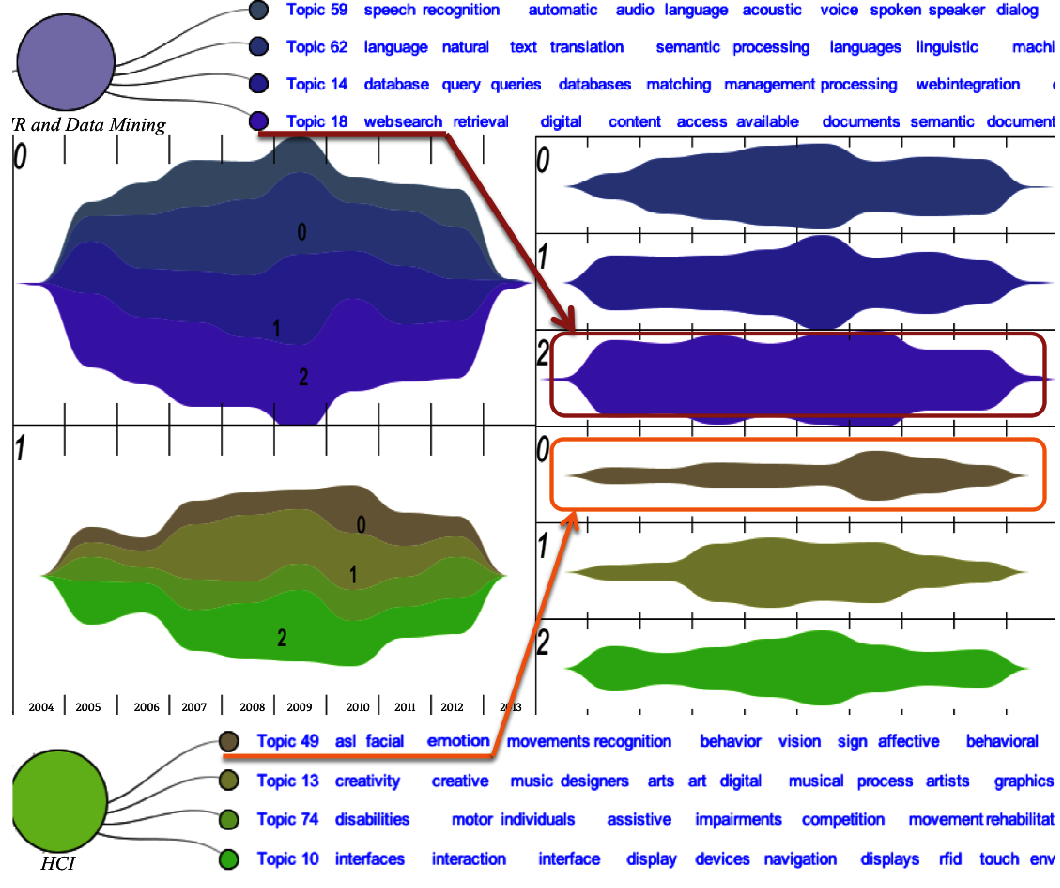 Topic 59 speech recognition automatic audio language acoustic voice spoken speaker dialog
Topic 62 language natural text translation semantic processing languages linguistic machi
Topic 14 database query queries databases matching management processing webintegration
Topic 18 websearch retrieval digital content access available documents semantic document
IR and Data Mining
0
0
0
1
1
2
2
1
0
0
1
1
2
2
2004 2005 2006 2007 2008 2009 2010 2011 2012 2013
Topic 49 asl facial emotion movements recognition behavior vision sign affective behavioral
Topic 13 creativity creative music designers arts art digital musical process artists graphics
Topic 74 disabilities motor individuals assistive impairments competition movement rehabilitat
Topic 10 interfaces interaction interface display devices navigation displays rfid touch env
HCI